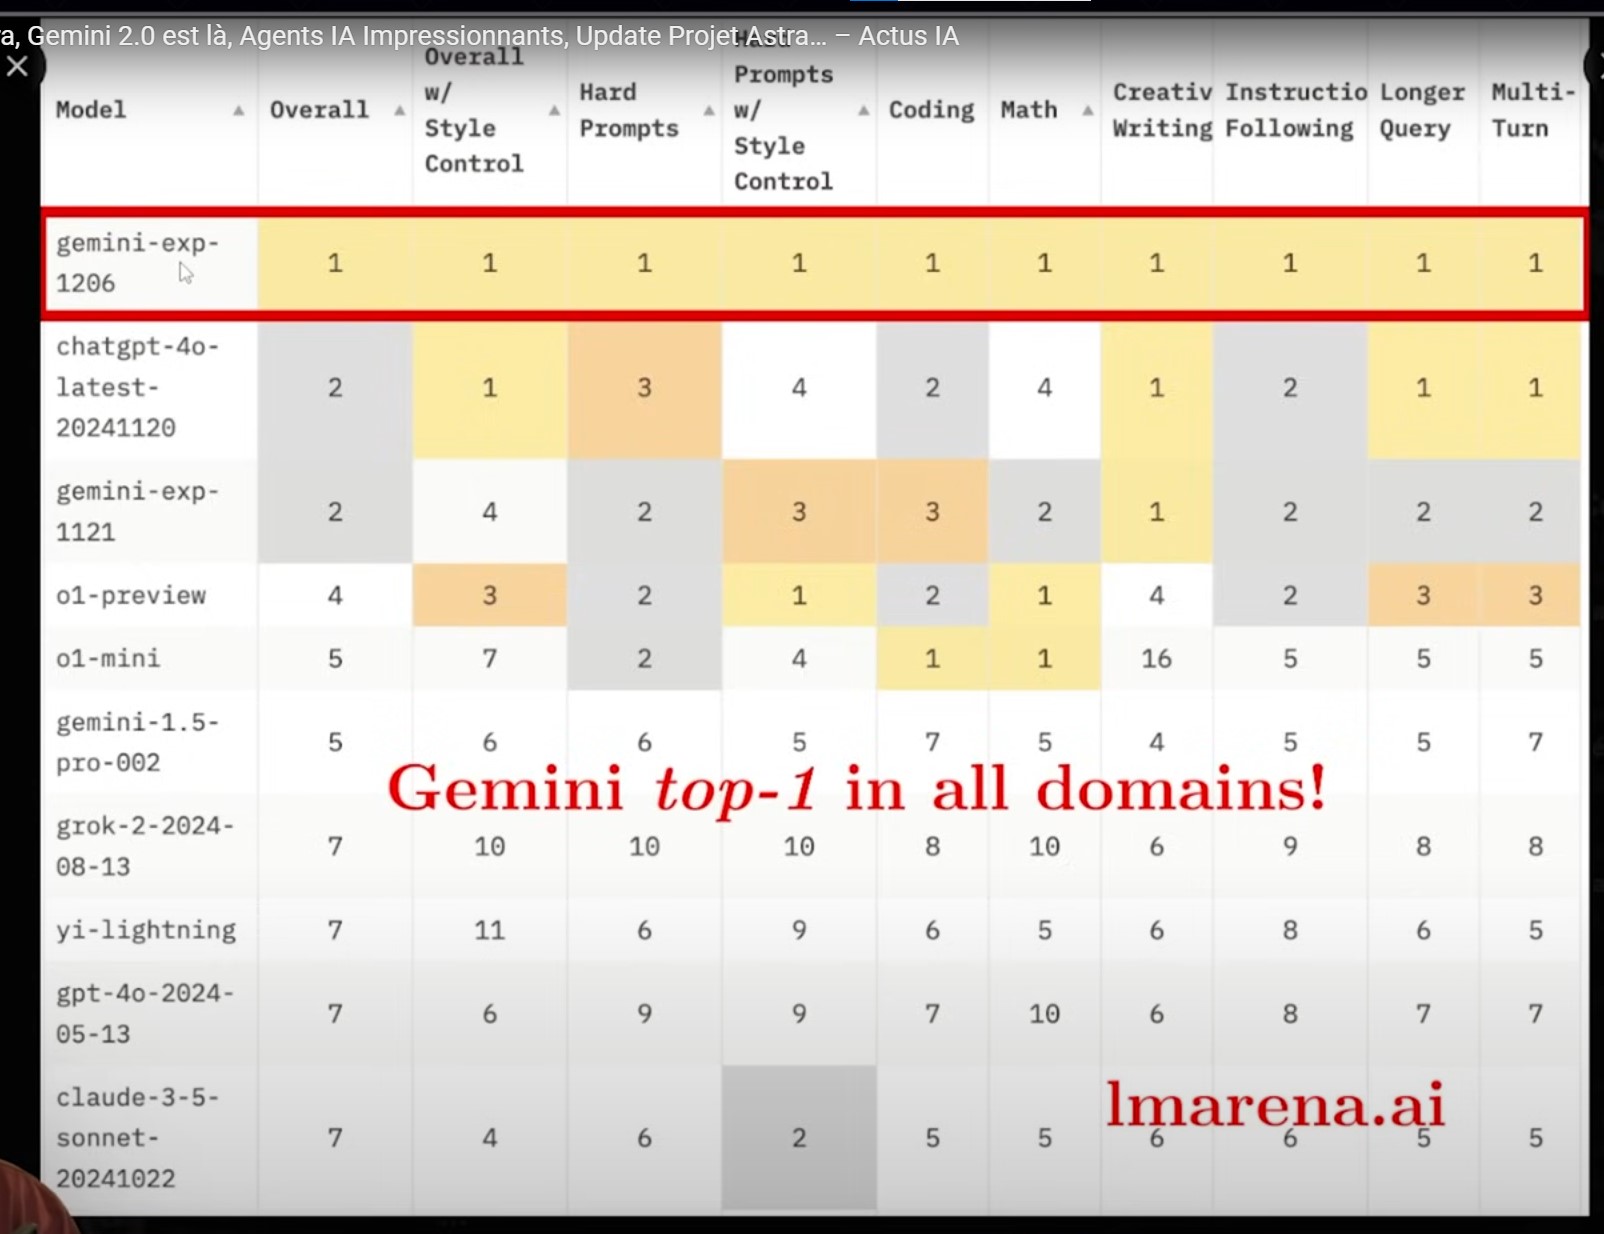 a, Gemini 2.0 est là, Agents IA Impressionnants, Update Projet Astra... – Actus IA
Model Overall Overall w/ Style Control Hard Prompts Prompts w/ Style Control Coding Math Creativ Writing Instructio Following Longer Query Multi-Turn
gemini-exp-1206 1 1 1 1 1 1 1 1 1 1
chatgpt-4o-latest-20241120 2 1 3 4 2 4 1 2 1 1
gemini-exp-1121 2 4 2 3 3 2 1 2 2 2
o1-preview 4 3 2 1 2 1 4 2 3 3
o1-mini 5 7 2 4 1 1 16 5 5 5
gemini-1.5-pro-002 5 6 6 5 7 5 4 5 5 7
Gemini top-1 in all domains!
grok-2-2024-08-13 7 10 10 10 8 10 6 9 8 8
yi-lightning 7 11 6 9 6 5 6 8 6 5
gpt-4o-2024-05-13 7 6 9 9 7 10 6 8 7 7
lmarena.ai
claude-3-5-sonnet-20241022 7 4 6 2 5 5 6 6 5 5